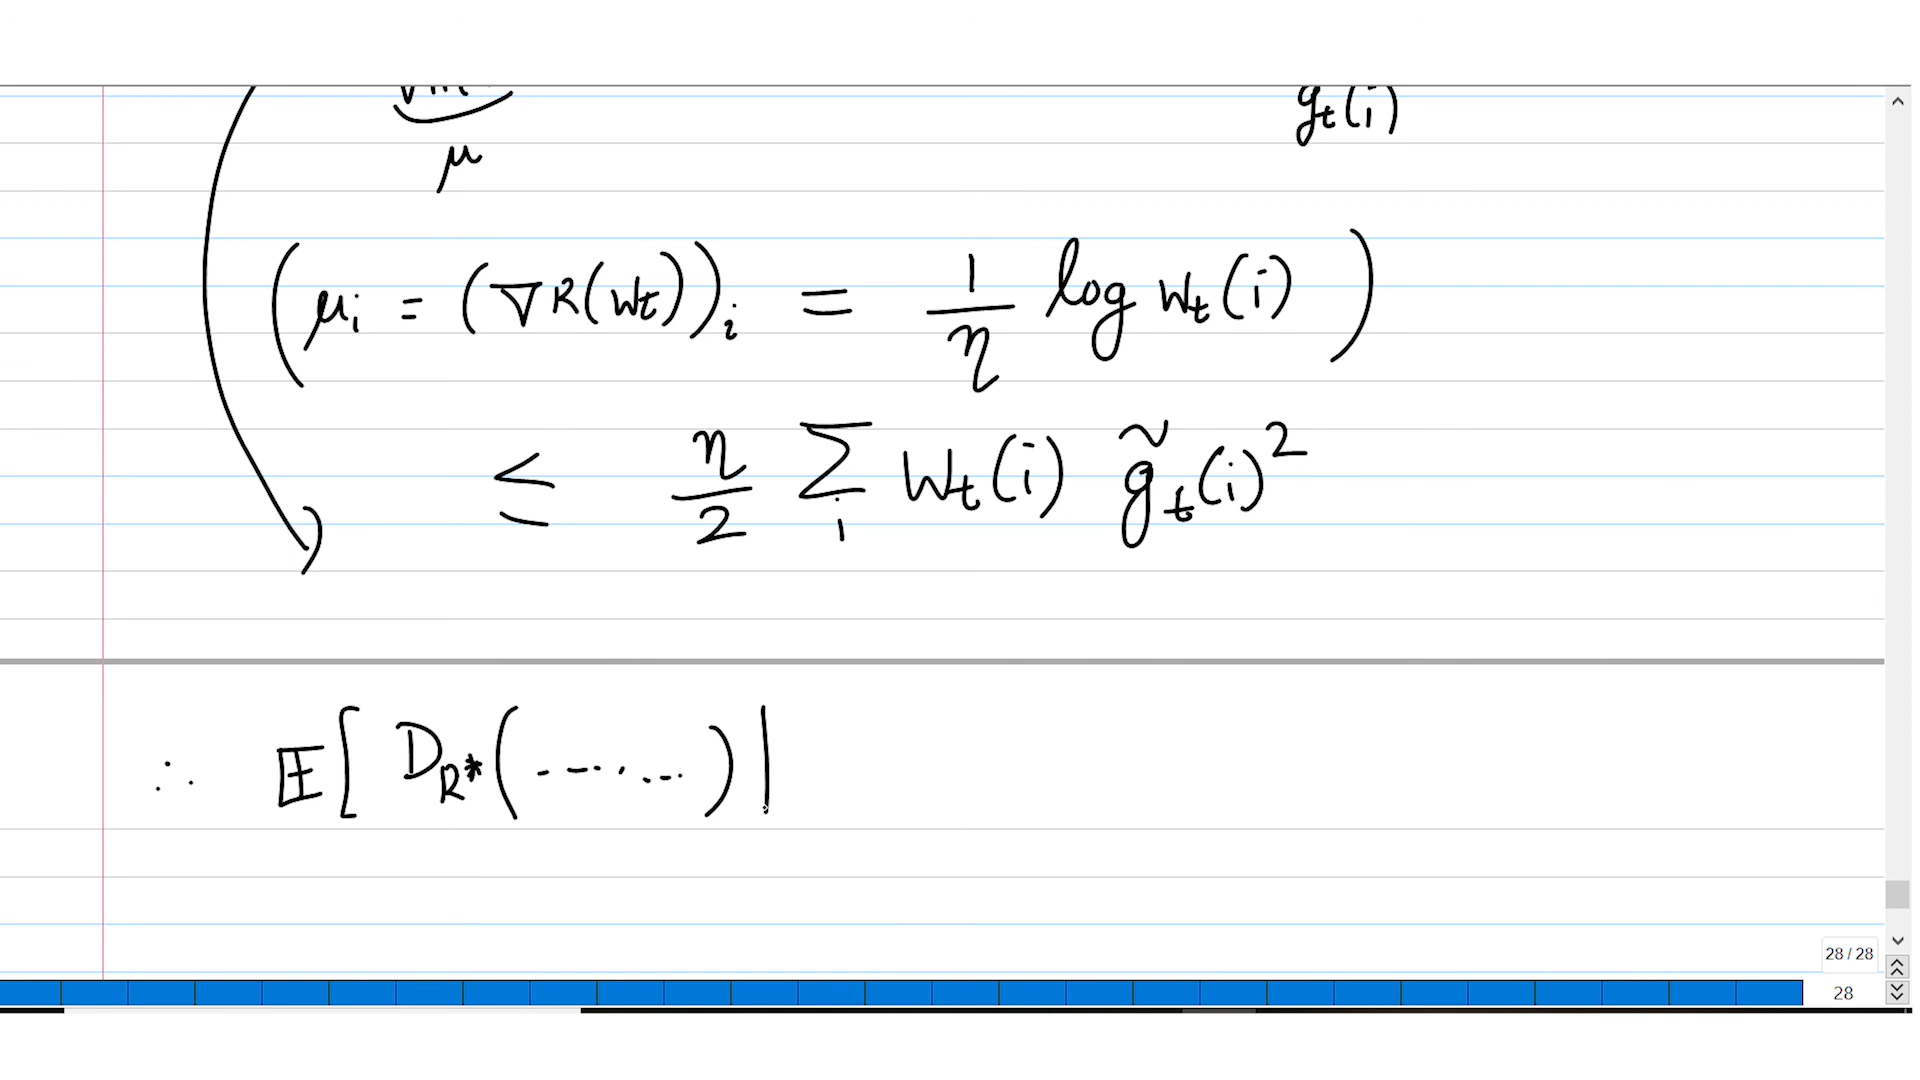 μ g_t(i)
(μ_i = (∇R(w_t))_i = 1/η log w_t(i))
≤ η/2 Σ_i w_t(i) g̃_t(i)^2
∴ 𝔼[ D_R*(-------) |
28 / 28
28